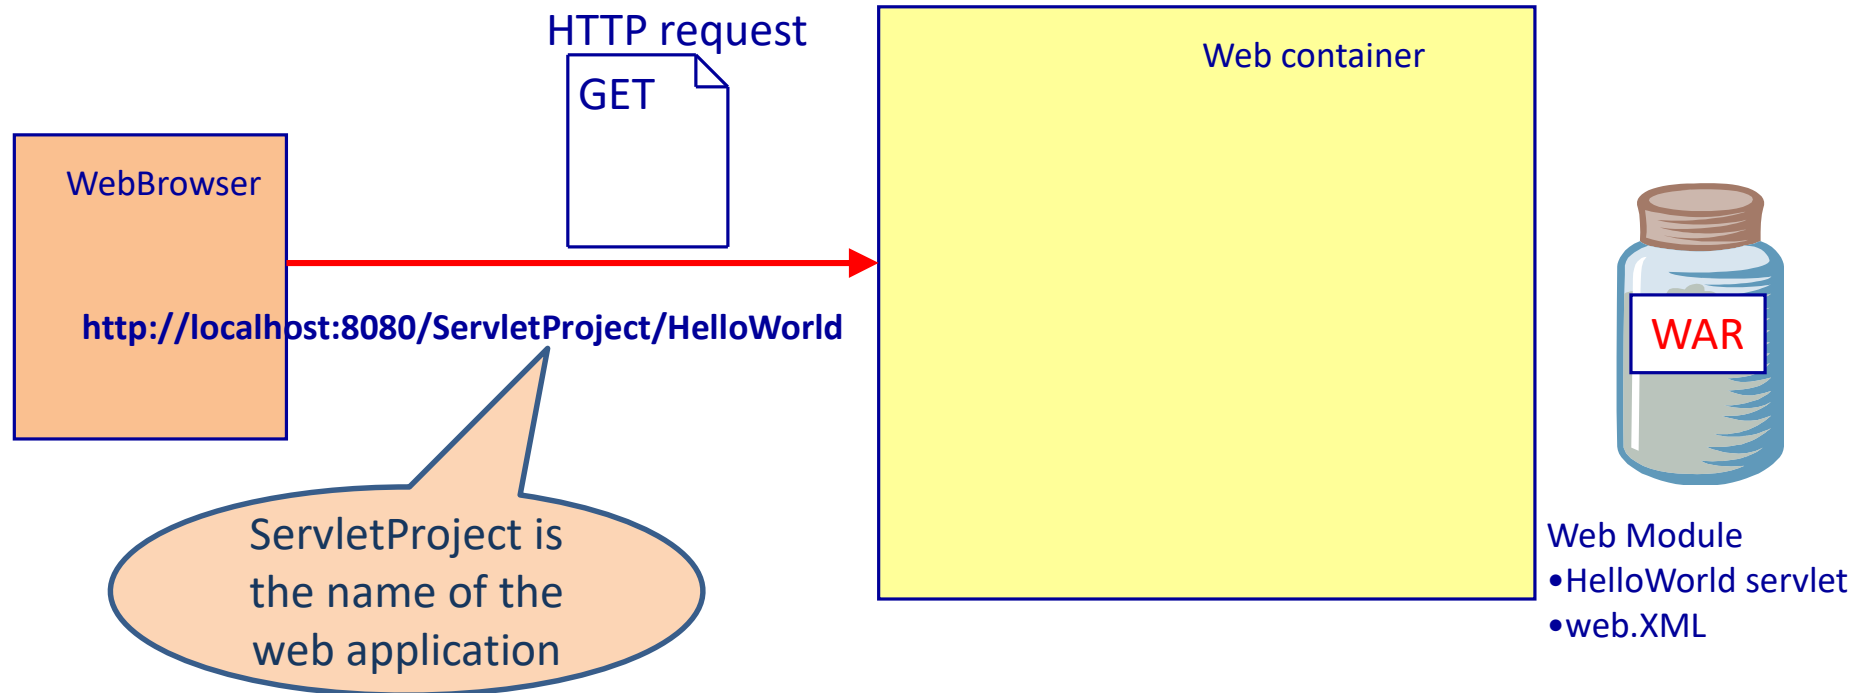 HTTP request
GET
Web container
WebBrowser
http://localhost:8080/ServletProject/HelloWorld
WAR
ServletProject is
the name of the
web application
Web Module
•HelloWorld servlet
•web.XML